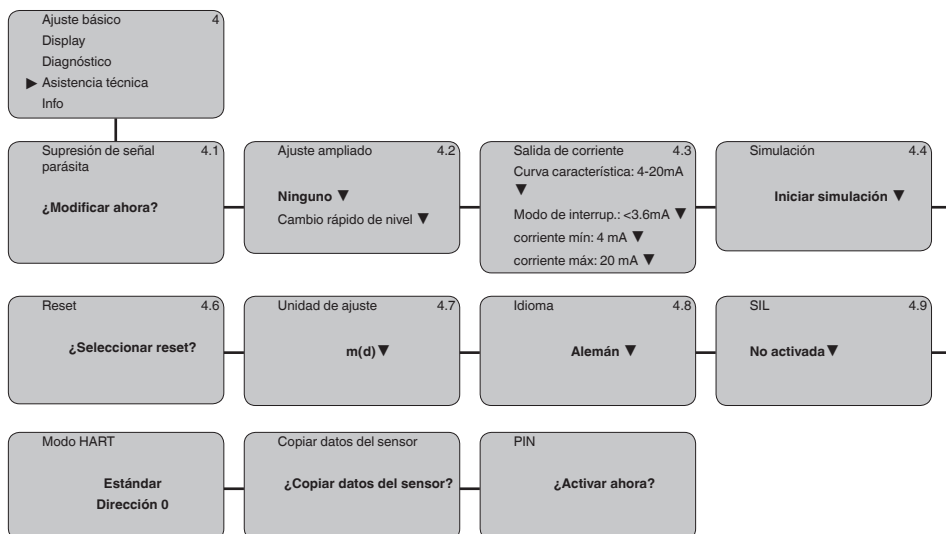 Ajuste básico 4
Display
Diagnóstico
▶ Asistencia técnica
Info
Supresión de señal 4.1
parásita
¿Modificar ahora?
Ajuste ampliado 4.2
Ninguno ▼
Cambio rápido de nivel ▼
Salida de corriente 4.3
Curva característica: 4-20mA
▼
Modo de interrup.: <3.6mA ▼
corriente mín: 4 mA ▼
corriente máx: 20 mA ▼
Simulación 4.4
Iniciar simulación ▼
Reset 4.6
¿Seleccionar reset?
Unidad de ajuste 4.7
m(d) ▼
Idioma 4.8
Alemán ▼
SIL 4.9
No activada ▼
Modo HART
Estándar
Dirección 0
Copiar datos del sensor
¿Copiar datos del sensor?
PIN
¿Activar ahora?